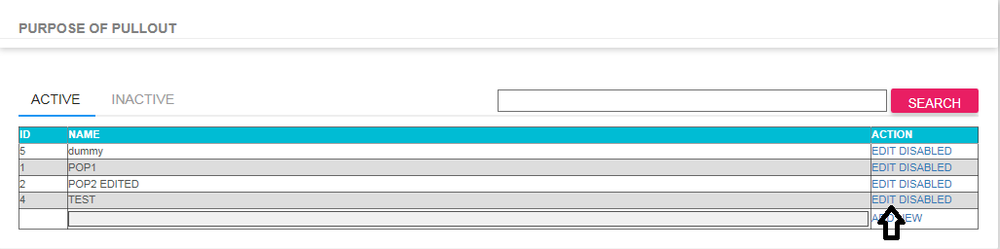 PURPOSE OF PULLOUT
ACTIVE INACTIVE SEARCH
ID NAME ACTION
5 dummy EDIT DISABLED
1 POP1 EDIT DISABLED
2 POP2 EDITED EDIT DISABLED
4 TEST EDIT DISABLED
ADD NEW